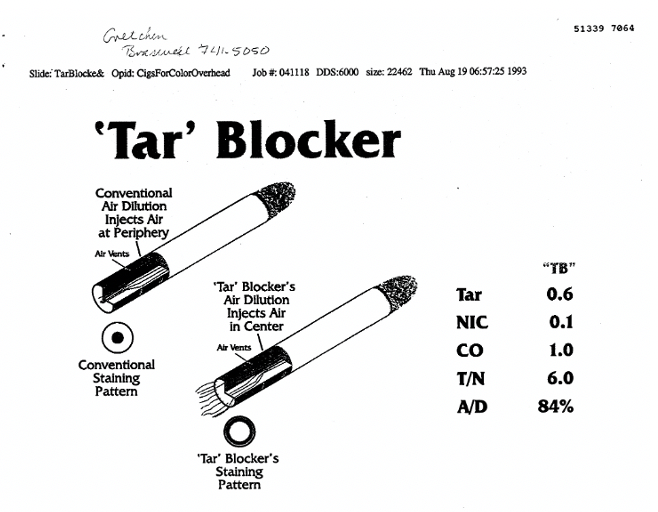 51339 7064
Gretchen
Braswell 741-5050
Slide: TarBlocke& Opid: CigsForColorOverhead Job #: 041118 DDS:6000 size: 22462 Thu Aug 19 06:57:25 1993
‘Tar’ Blocker
Conventional
Air Dilution
Injects Air
at Periphery
Air Vents
Conventional
Staining
Pattern
‘Tar’ Blocker's
Air Dilution
Injects Air
in Center
Air Vents
‘Tar’ Blocker's
Staining
Pattern
“TB”
Tar 0.6
NIC 0.1
CO 1.0
T/N 6.0
A/D 84%